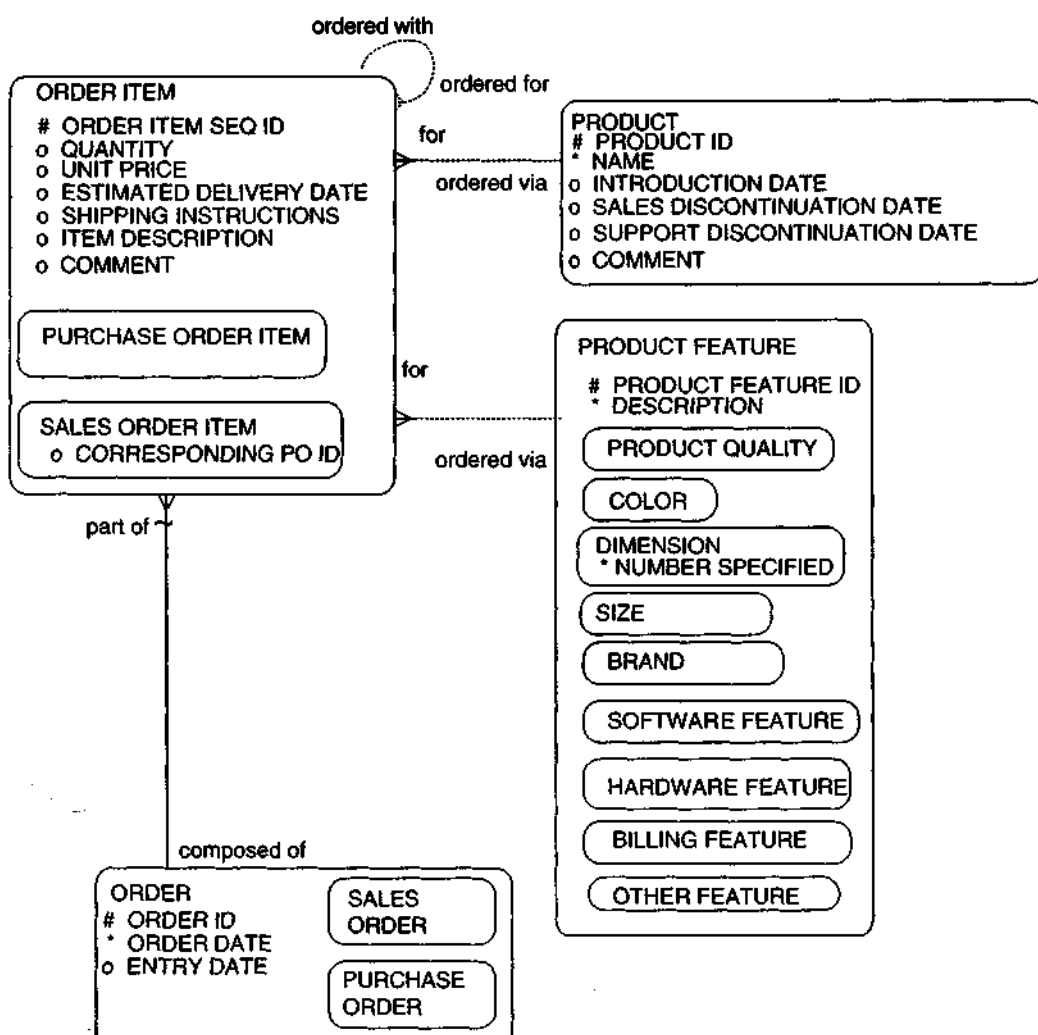 ordered with
ordered for
ORDER ITEM
# ORDER ITEM SEQ ID
o QUANTITY
o UNIT PRICE
o ESTIMATED DELIVERY DATE
o SHIPPING INSTRUCTIONS
o ITEM DESCRIPTION
o COMMENT
PURCHASE ORDER ITEM
SALES ORDER ITEM
o CORRESPONDING PO ID
for
ordered via
PRODUCT
# PRODUCT ID
* NAME
o INTRODUCTION DATE
o SALES DISCONTINUATION DATE
o SUPPORT DISCONTINUATION DATE
o COMMENT
for
ordered via
PRODUCT FEATURE
# PRODUCT FEATURE ID
* DESCRIPTION
PRODUCT QUALITY
COLOR
DIMENSION
* NUMBER SPECIFIED
SIZE
BRAND
SOFTWARE FEATURE
HARDWARE FEATURE
BILLING FEATURE
OTHER FEATURE
part of ~
composed of
ORDER
# ORDER ID
* ORDER DATE
o ENTRY DATE
SALES
ORDER
PURCHASE
ORDER